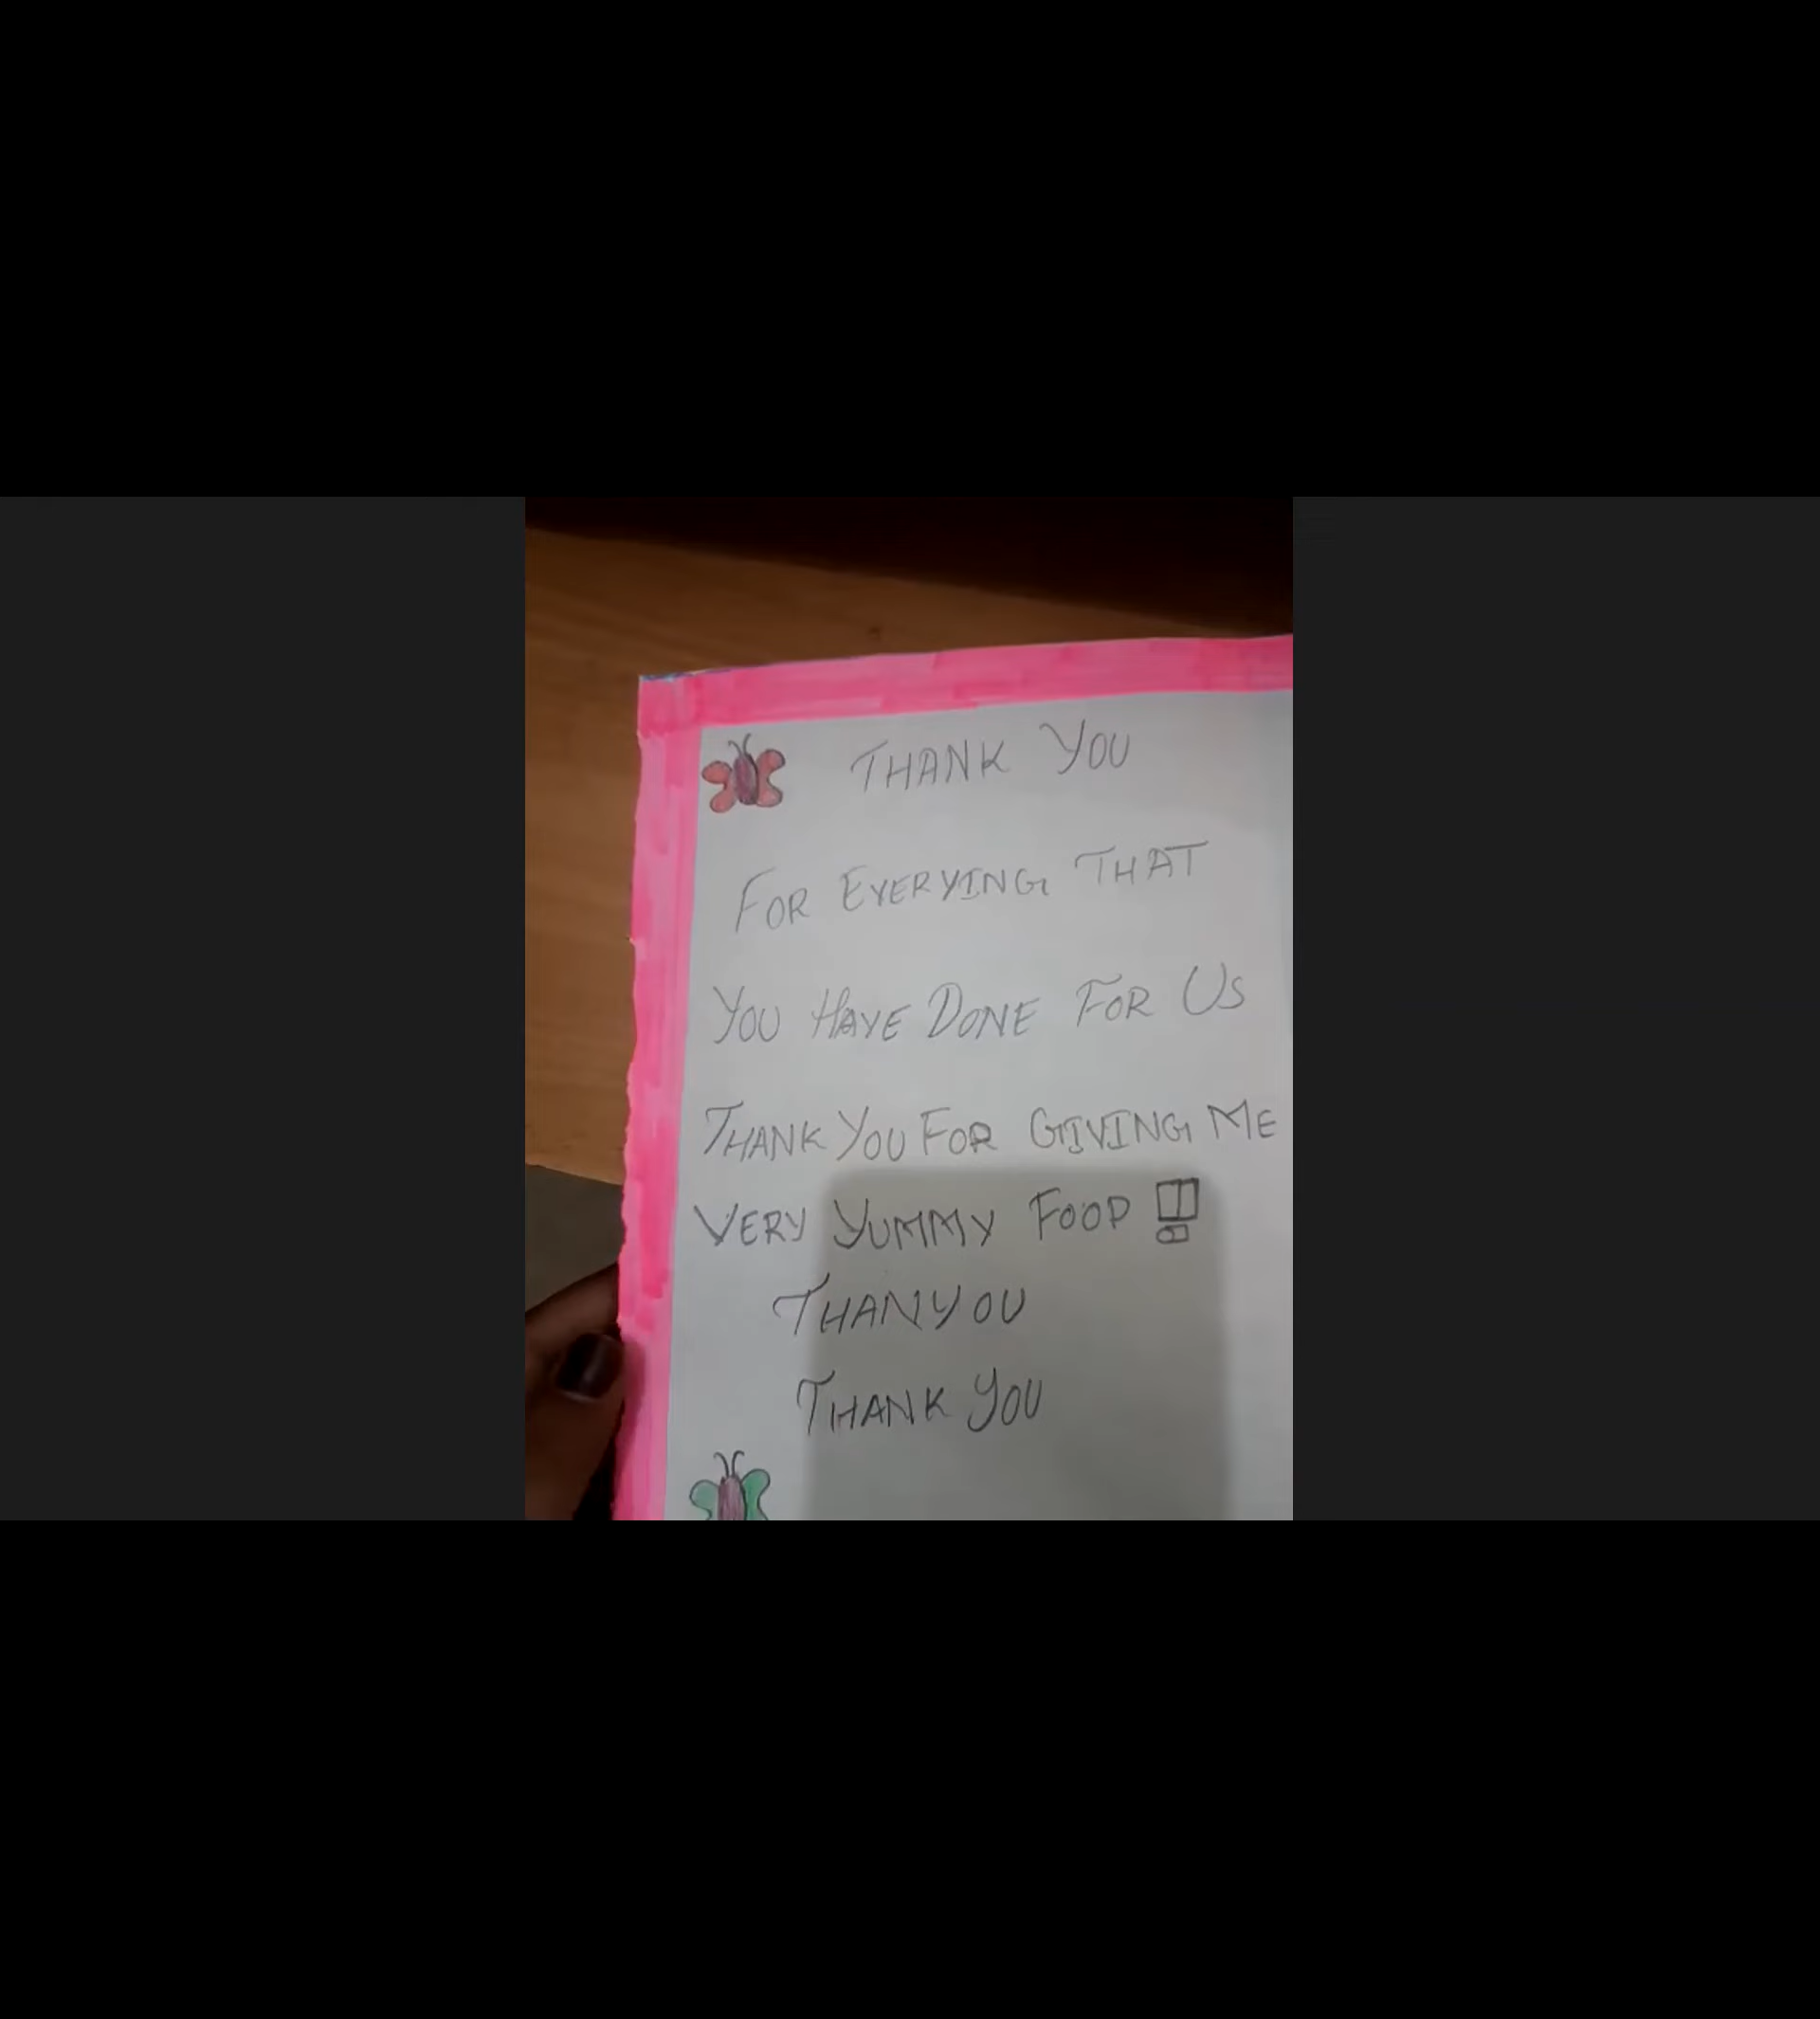 THANK YOU
FOR EVERYING THAT
YOU HAVE DONE FOR US
THANK YOU FOR GIVING ME
VERY YUMMY FOOD
THANYOU
THANK YOU